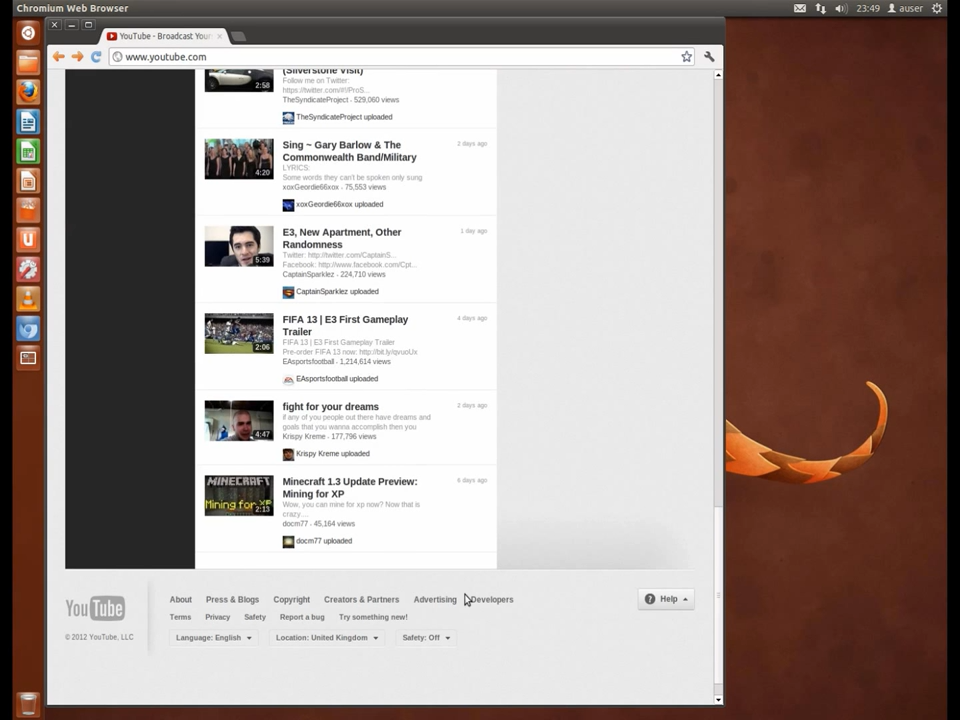 Chromium Web Browser
23:49
auser
YouTube - Broadcast Your
www.youtube.com
(Silverstone Visit)
Follow me on Twitter:
https://twitter.com/#!/ProS...
TheSyndicateProject - 529,060 views
TheSyndicateProject uploaded
2:58
Sing ~ Gary Barlow & The
Commonwealth Band/Military
LYRICS:
Some words they can't be spoken only sung
xoxGeordie66xox - 75,553 views
xoxGeordie66xox uploaded
2 days ago
4:20
E3, New Apartment, Other
Randomness
Twitter: http://twitter.com/CaptainS...
Facebook: http://www.facebook.com/Cpt...
CaptainSparklez - 224,710 views
CaptainSparklez uploaded
1 day ago
5:39
FIFA 13 | E3 First Gameplay
Trailer
FIFA 13 | E3 First Gameplay Trailer
Pre-order FIFA 13 now: http://bit.ly/qvuoUx
EAsportsfootball - 1,214,614 views
EAsportsfootball uploaded
4 days ago
2:06
fight for your dreams
if any of you people out there have dreams and
goals that you wanna accomplish then you
Krispy Kreme - 177,796 views
Krispy Kreme uploaded
2 days ago
4:47
Minecraft 1.3 Update Preview:
Mining for XP
Wow, you can mine for xp now? Now that is
crazy....
docm77 - 45,164 views
docm77 uploaded
6 days ago
MINECRAFT
Mining for XP
2:13
YouTube
© 2012 YouTube, LLC
About Press & Blogs Copyright Creators & Partners Advertising Developers
Terms Privacy Safety Report a bug Try something new!
Language: English Location: United Kingdom Safety: Off
Help